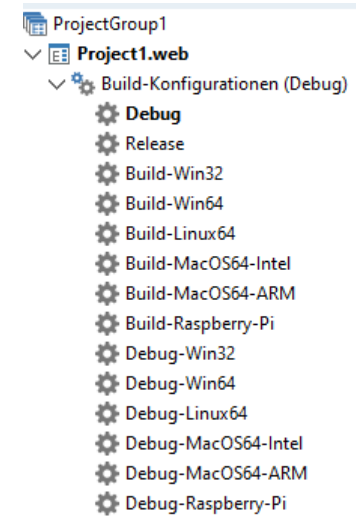 ProjectGroup1
Project1.web
Build-Konfigurationen (Debug)
Debug
Release
Build-Win32
Build-Win64
Build-Linux64
Build-MacOS64-Intel
Build-MacOS64-ARM
Build-Raspberry-Pi
Debug-Win32
Debug-Win64
Debug-Linux64
Debug-MacOS64-Intel
Debug-MacOS64-ARM
Debug-Raspberry-Pi